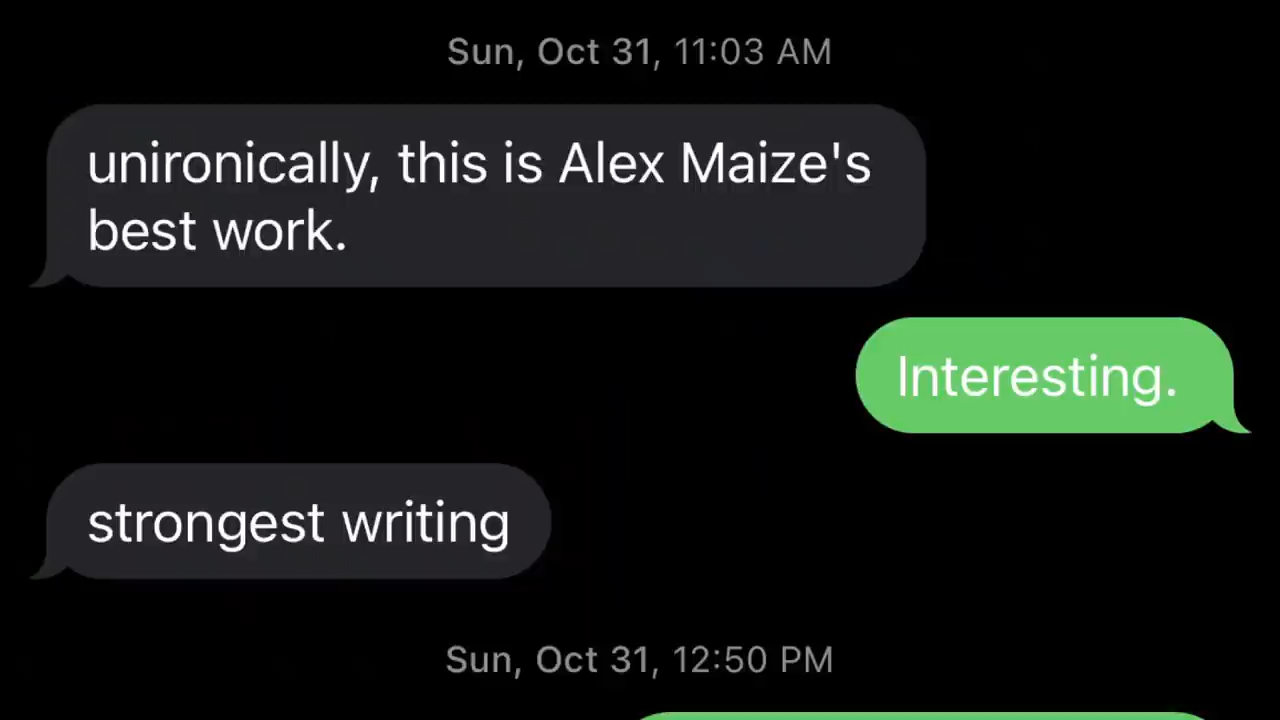 Sun, Oct 31, 11:03 AM
unironically, this is Alex Maize's
best work.
Interesting.
strongest writing
Sun, Oct 31, 12:50 PM